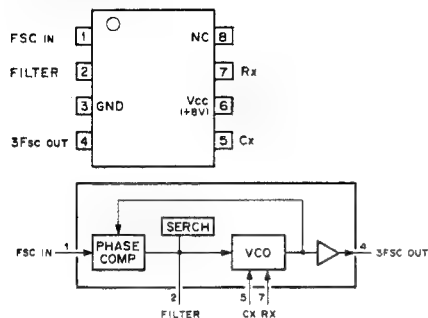 FSC IN 1 NC 8
FILTER 2 7 Rx
3 GND Vcc 6
(+8V)
3FSC OUT 4 5 Cx
SERCH
FSC IN 1 PHASE COMP VCO 4 3FSC OUT
2 5 7
FILTER CX RX